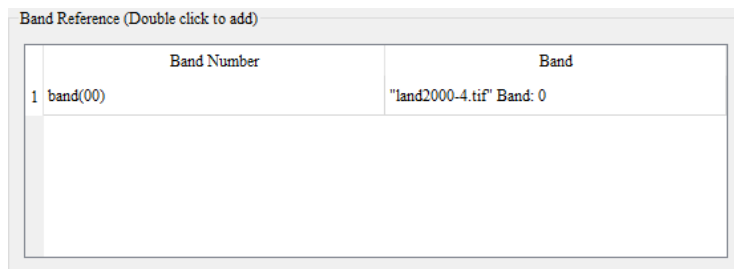 Band Reference (Double click to add)
Band Number Band
1 band(00) "land2000-4.tif" Band: 0